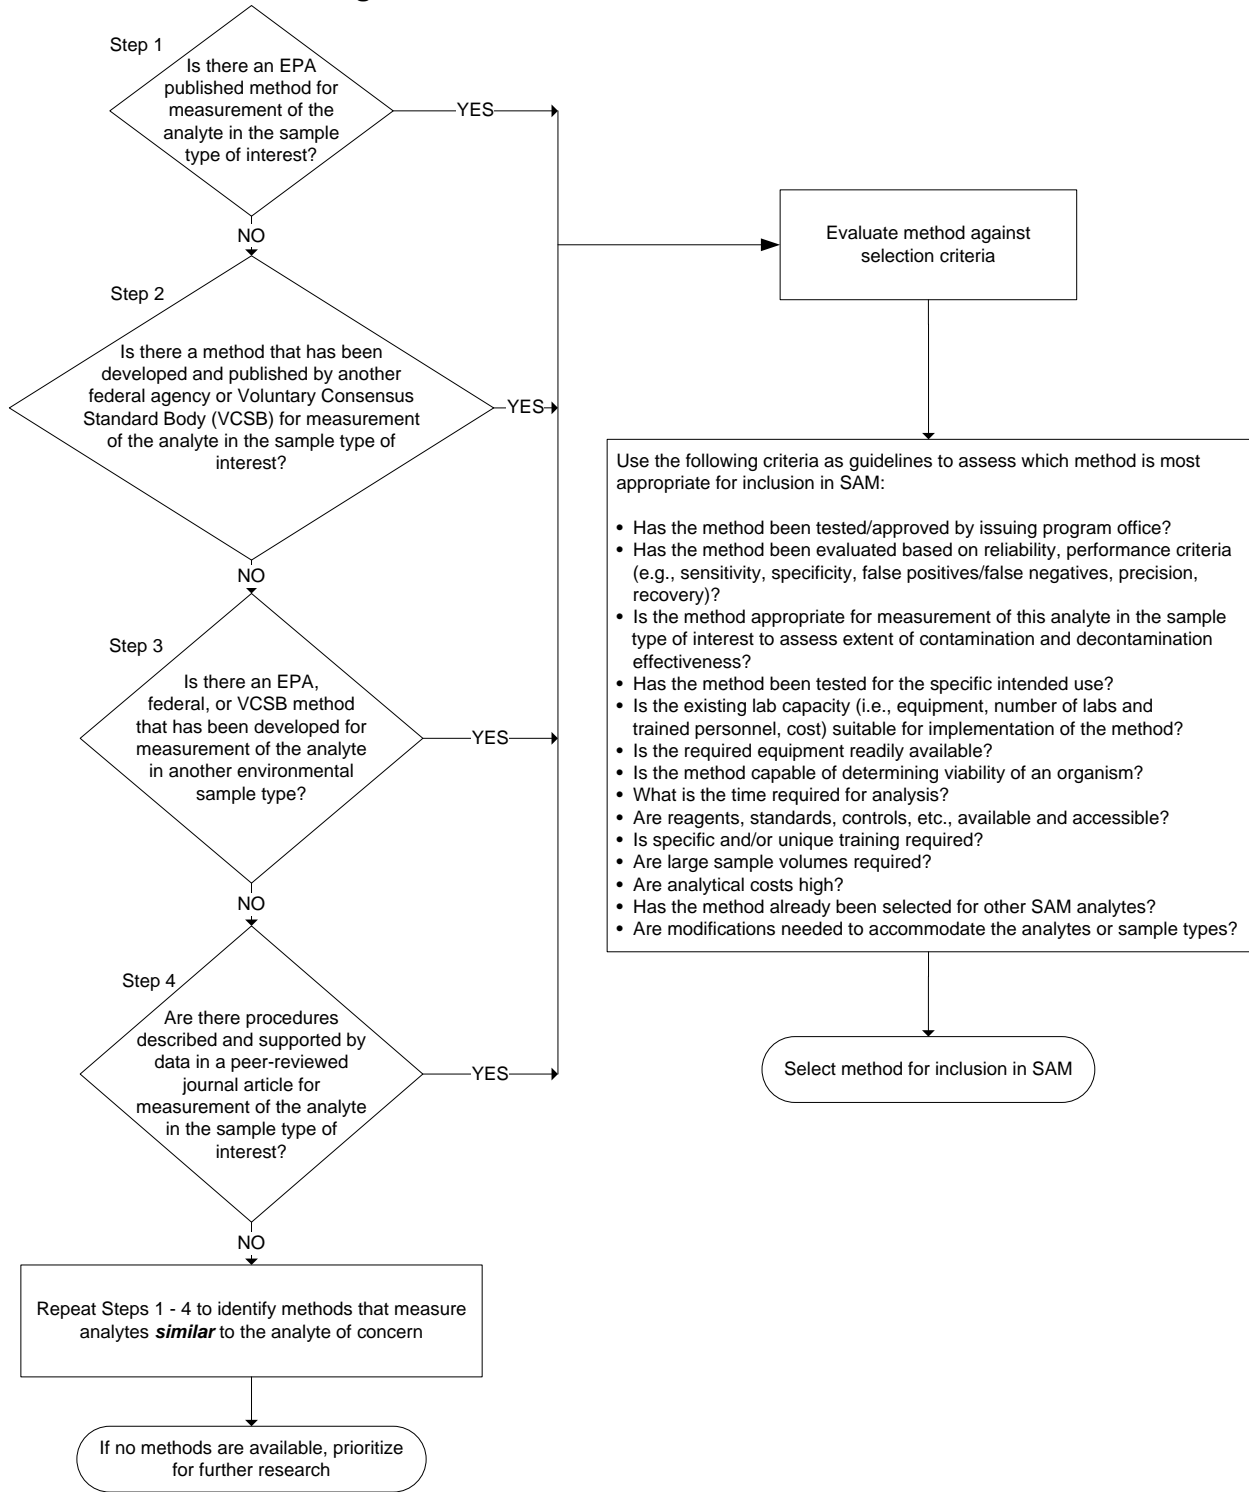 Step 1
Is there an EPA
published method for
measurement of the
analyte in the sample
type of interest?
YES
NO
Step 2
Is there a method that has been
developed and published by another
federal agency or Voluntary Consensus
Standard Body (VCSB) for measurement
of the analyte in the sample type of
interest?
YES
NO
Step 3
Is there an EPA,
federal, or VCSB method
that has been developed for
measurement of the analyte
in another environmental
sample type?
YES
NO
Step 4
Are there procedures
described and supported by
data in a peer-reviewed
journal article for
measurement of the analyte
in the sample type of
interest?
YES
NO
Repeat Steps 1 - 4 to identify methods that measure
analytes similar to the analyte of concern
If no methods are available, prioritize
for further research
Evaluate method against
selection criteria
Use the following criteria as guidelines to assess which method is most
appropriate for inclusion in SAM:
• Has the method been tested/approved by issuing program office?
• Has the method been evaluated based on reliability, performance criteria
(e.g., sensitivity, specificity, false positives/false negatives, precision,
recovery)?
• Is the method appropriate for measurement of this analyte in the sample
type of interest to assess extent of contamination and decontamination
effectiveness?
• Has the method been tested for the specific intended use?
• Is the existing lab capacity (i.e., equipment, number of labs and
trained personnel, cost) suitable for implementation of the method?
• Is the required equipment readily available?
• Is the method capable of determining viability of an organism?
• What is the time required for analysis?
• Are reagents, standards, controls, etc., available and accessible?
• Is specific and/or unique training required?
• Are large sample volumes required?
• Are analytical costs high?
• Has the method already been selected for other SAM analytes?
• Are modifications needed to accommodate the analytes or sample types?
Select method for inclusion in SAM